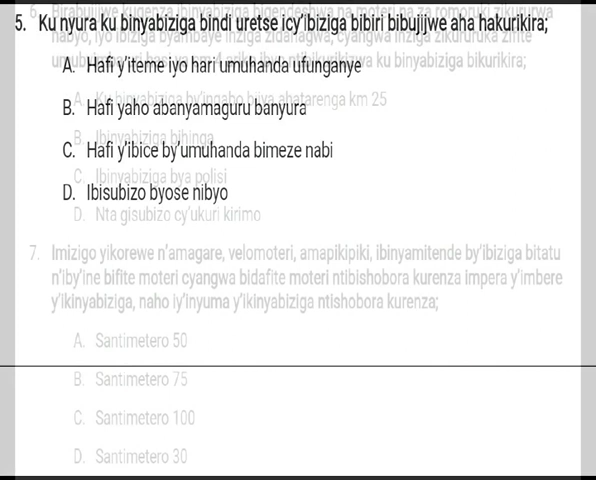 5. Ku nyura ku binyabiziga bindi uretse icy'ibiziga bibiri bibujijwe aha hakurikira;
A. Hafi y'iteme iyo hari umuhanda ufunganye
B. Hafi yaho abanyamaguru banyura
C. Hafi y'ibice by'umuhanda bimeze nabi
C. Ibinyabiziga bya polisi
D. Ibisubizo byose nibyo
D. Nta gisubizo cy'ukuri kirimo
7. Imizigo yikorewe n'amagare, velomoteri, amapikipiki, ibinyamitende by'ibiziga bitatu
n'iby'ine bifite moteri cyangwa bidafite moteri ntibishobora kurenza impera y'imbere
y'ikinyabiziga, naho iy'inyuma y'ikinyabiziga ntishobora kurenza;
A. Santimetero 50
B. Santimetero 75
C. Santimetero 100
D. Santimetero 30